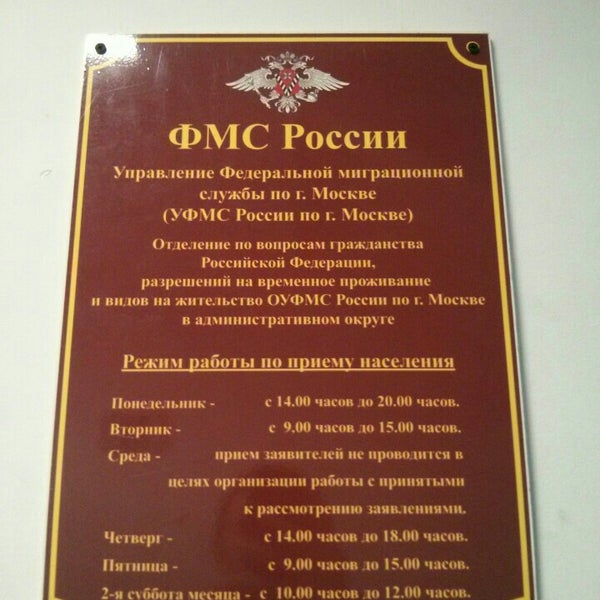 ФМС России
Управление Федеральной миграционной
службы по г. Москве
(УФМС России по г. Москве)
Отделение по вопросам гражданства
Российской Федерации,
разрешений на временное проживание
и видов на жительство ОУФМС России по г. Москве
в административном округе
Режим работы по приему населения
Понедельник - с 14.00 часов до 20.00 часов.
Вторник - с 9.00 часов до 15.00 часов.
Среда - прием заявителей не проводится в
целях организации работы с принятыми
к рассмотрению заявлениями.
Четверг - с 14.00 часов до 18.00 часов.
Пятница - с 9.00 часов до 15.00 часов.
2-я суббота месяца - с 10.00 часов до 12.00 часов.